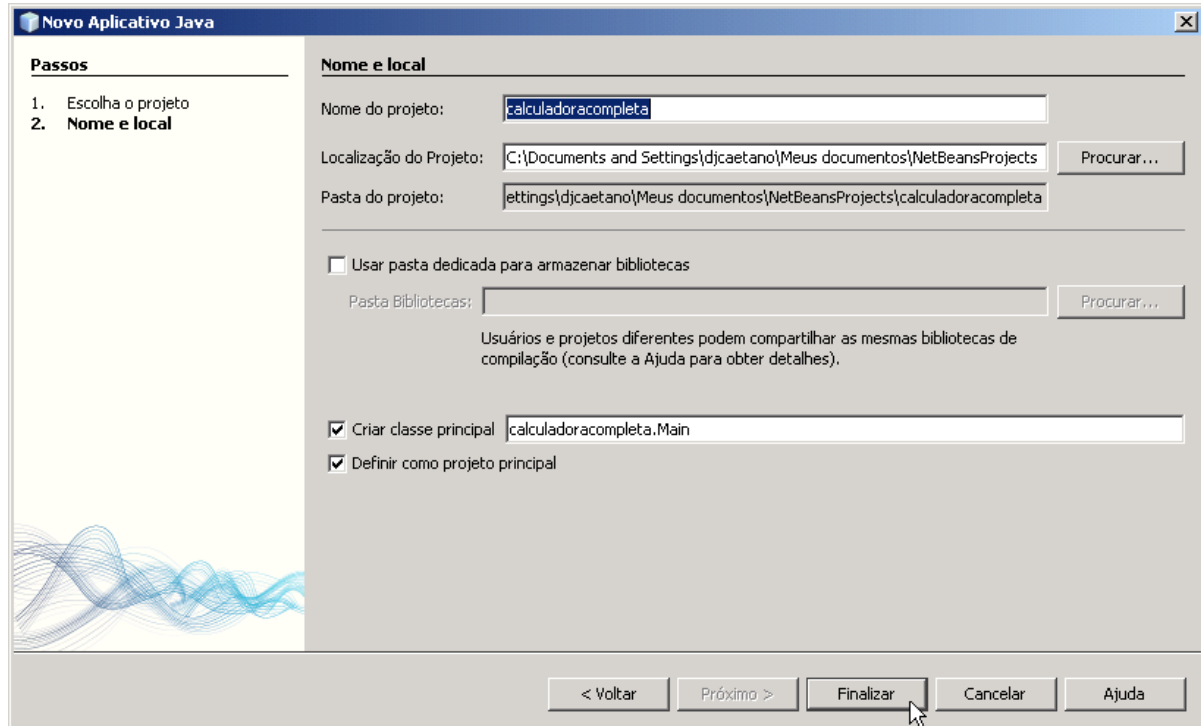 Novo Aplicativo Java
Passos
1. Escolha o projeto
2. Nome e local
Nome e local
Nome do projeto: calculadoracompleta
Localização do Projeto: C:\Documents and Settings\djcaetano\Meus documentos\NetBeansProjects Procurar...
Pasta do projeto: ettings\djcaetano\Meus documentos\NetBeansProjects\calculadoracompleta
Usar pasta dedicada para armazenar bibliotecas
Pasta Bibliotecas: Procurar...
Usuários e projetos diferentes podem compartilhar as mesmas bibliotecas de
compilação (consulte a Ajuda para obter detalhes).
Criar classe principal calculadoracompleta.Main
Definir como projeto principal
< Voltar Próximo > Finalizar Cancelar Ajuda